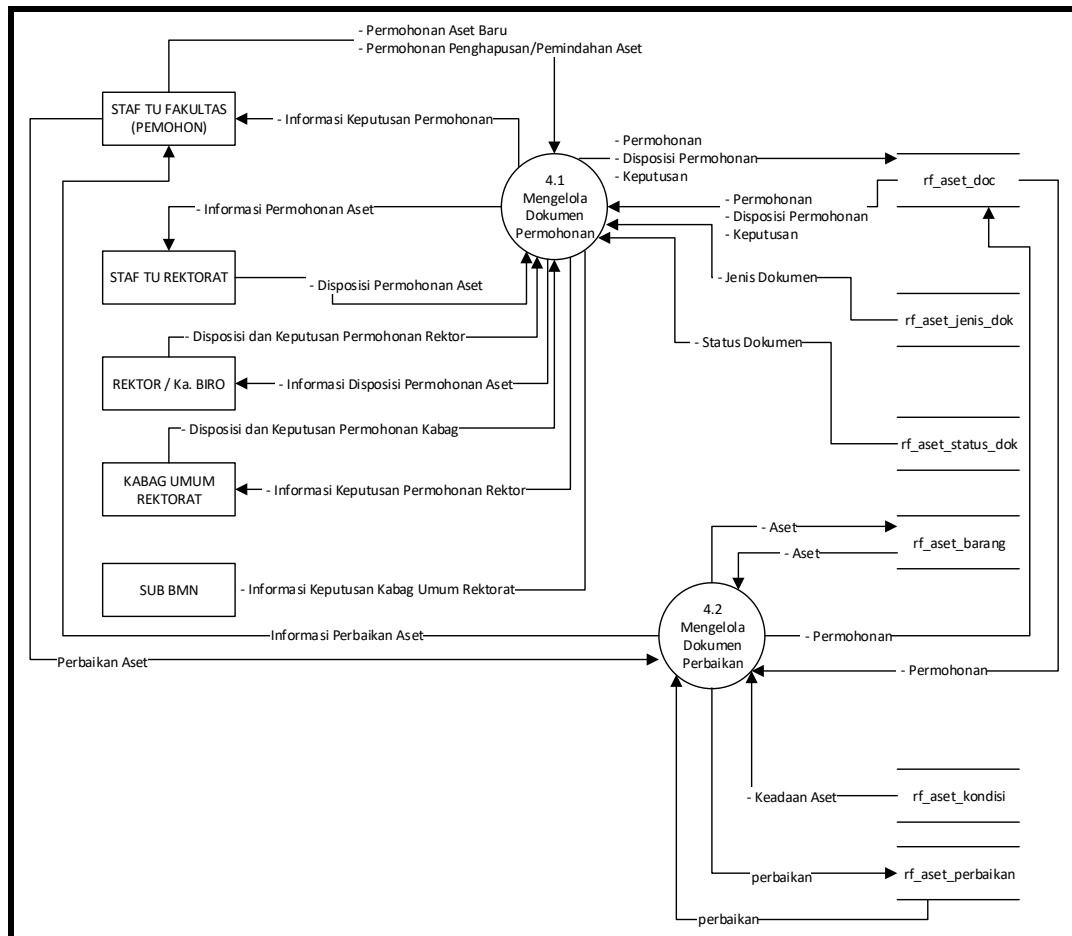 - Permohonan Aset Baru
- Permohonan Penghapusan/Pemindahan Aset
STAF TU FAKULTAS
(PEMOHON)
- Informasi Keputusan Permohonan
- Permohonan
- Disposisi Permohonan
- Keputusan
4.1
Mengelola
Dokumen
Permohonan
rf_aset_doc
- Permohonan
- Disposisi Permohonan
- Keputusan
- Informasi Permohonan Aset
STAF TU REKTORAT
- Disposisi Permohonan Aset
- Jenis Dokumen
rf_aset_jenis_dok
- Disposisi dan Keputusan Permohonan Rektor
- Status Dokumen
REKTOR / Ka. BIRO
- Informasi Disposisi Permohonan Aset
- Disposisi dan Keputusan Permohonan Kabag
rf_aset_status_dok
KABAG UMUM
REKTORAT
- Informasi Keputusan Permohonan Rektor
- Aset
rf_aset_barang
- Aset
SUB BMN
- Informasi Keputusan Kabag Umum Rektorat
4.2
Mengelola
Dokumen
Perbaikan
Informasi Perbaikan Aset
- Permohonan
Perbaikan Aset
- Permohonan
- Keadaan Aset
rf_aset_kondisi
perbaikan
rf_aset_perbaikan
perbaikan